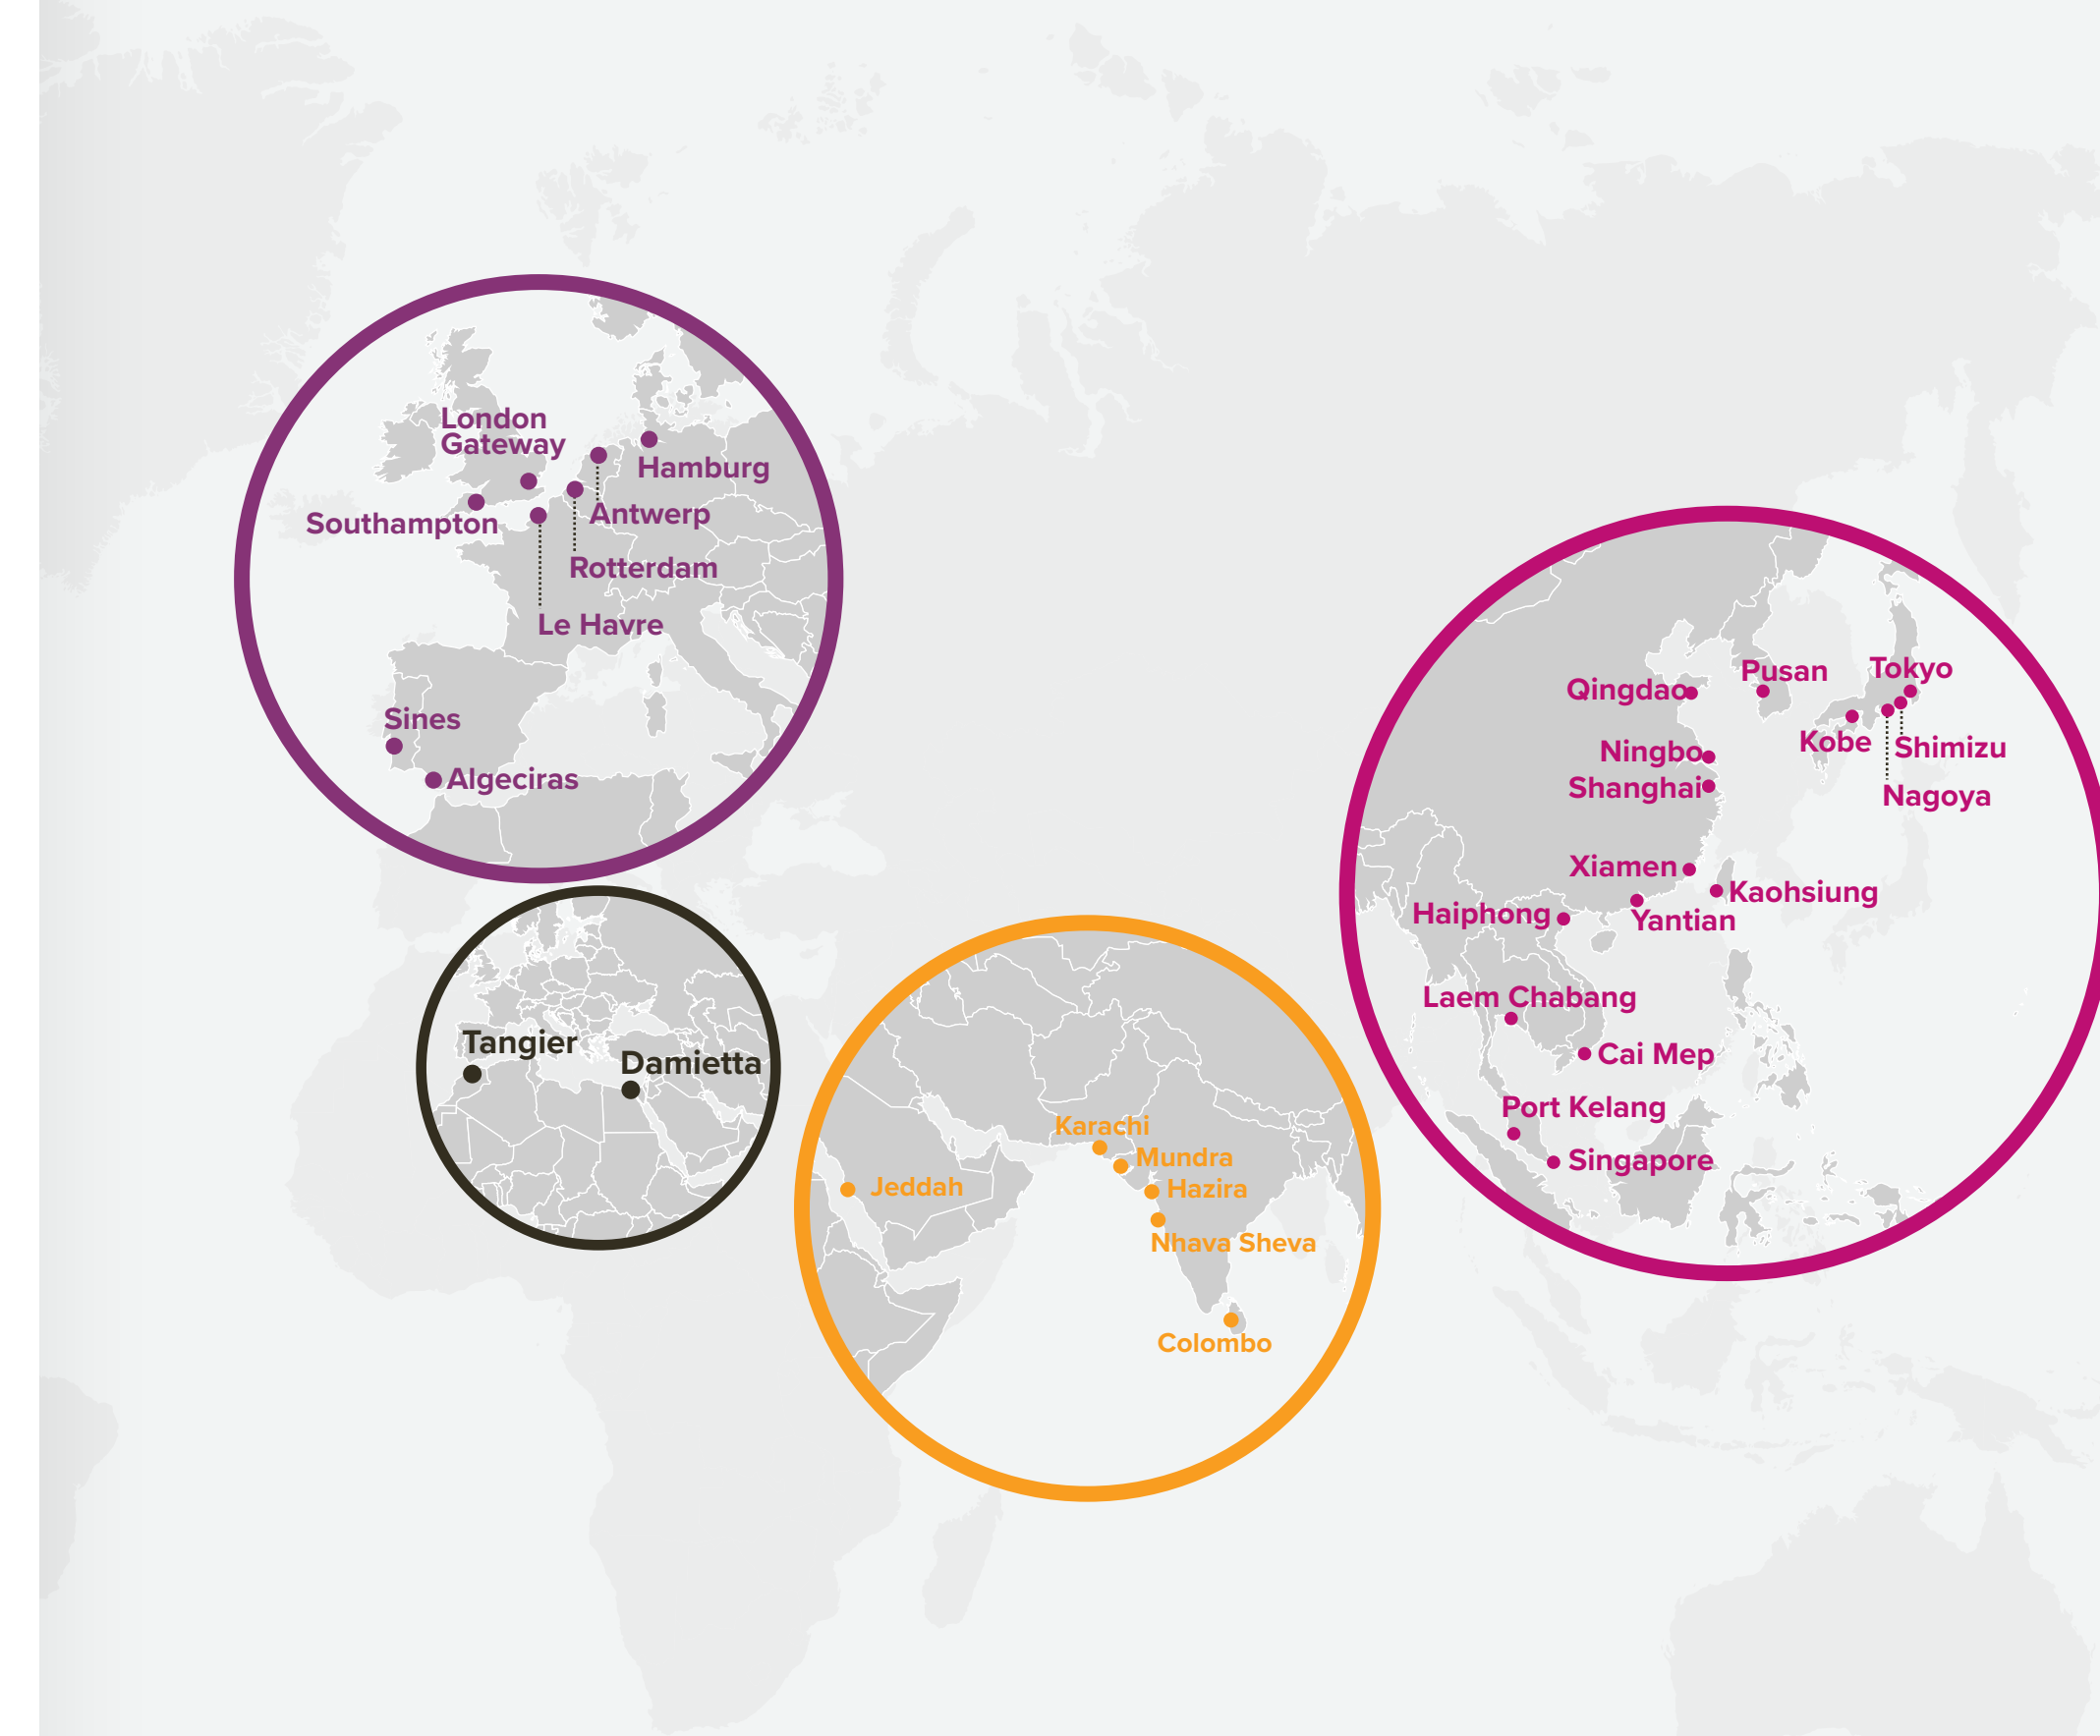 London
Gateway
Hamburg
Southampton
Antwerp
Rotterdam
Le Havre
Sines
Algeciras
Tangier
Damietta
Karachi
Mundra
Jeddah
Hazira
Nhava Sheva
Colombo
Qingdao
Pusan
Tokyo
Kobe
Shimizu
Ningbo
Shanghai
Nagoya
Xiamen
Kaohsiung
Haiphong
Yantian
Laem Chabang
Cai Mep
Port Kelang
Singapore